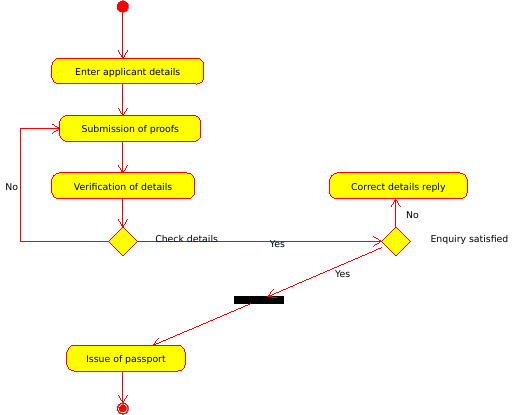 Enter applicant details
Submission of proofs
No
Verification of details
Correct details reply
No
Check details
Yes
Enquiry satisfied
Yes
Issue of passport